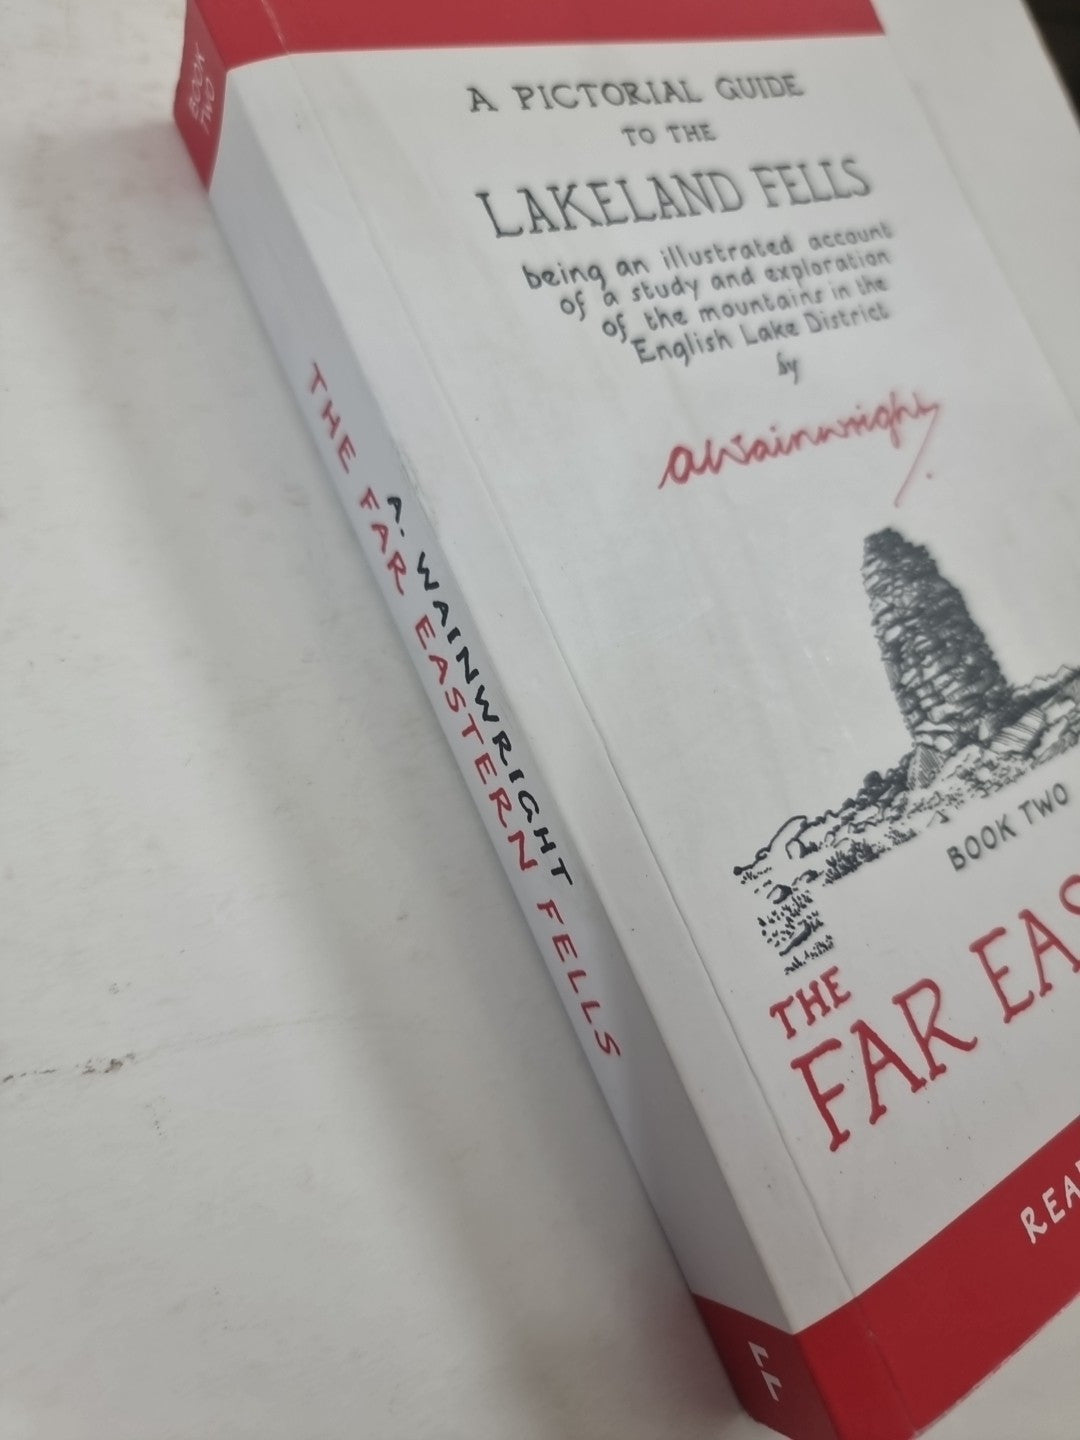 BOOK
TWO
THE FAR EASTERN FELLS
A. WAINWRIGHT
A PICTORIAL GUIDE
TO THE
LAKELAND FELLS
being an illustrated account
of a study and exploration
of the mountains in the
English Lake District
by
awainwright
BOOK TWO
THE
FAR EAS
REA